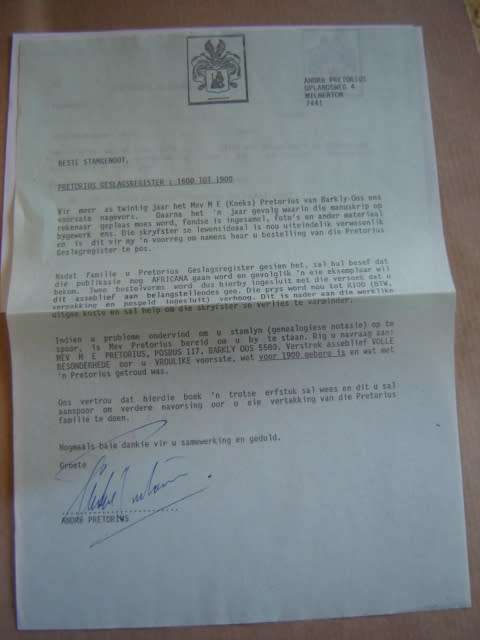 ANDRE PRETORIUS
UPLANDSWEG 4
MILNERTON
7441
BESTE STAMGENOOT,
PRETORIUS GESLAGSREGISTER : 1600 TOT 1900
Vir meer as twintig jaar het Mev M E (Kneks) Pretorius van Barkly-Oos ons
voorsate nagevors. Daarna het 'n jaar gevolg waarin die manuskrip op
rekenaar geplaas moes word, fondse is ingesamel, foto's en ander materiaal
bygewerk ens. Die skryfster se lewensideaal is nou uiteindelik verwesenlik
en is dit vir my 'n voorreg om namens haar u bestelling van die Pretorius
Geslagregister te pos.
Nadat Familie u Pretorius Geslagsregister gesien het, sal hul besef dat
dié publikasie nog AFRICANA gaan word en gevolglik 'n eie eksemplaar wil
bekom. Twee bestelvorms word dus hierby ingesluit met die versoek dat u
dit asseblief aan belangstellendes gee. Die prys word nou tot R100 (BTW,
verpakking en posgeld ingesluit) verhoog. Dit is nader aan die werklike
uitgee koste en sal help om die skryfster se verlies te verminder.
Indien u probleme ondervind om u stamlyn (genealogiese notasie) op te
spoor, is Mev Pretorius bereid om u by te staan. Rig u navraag aan:
MEV M E PRETORIUS, POSBUS 117, BARKLY OOS 5580. Verstrek asseblief VOLLE
BESONDERHEDE oor u VROULIKE voorsate, wat voor 1900 gebore is en wat met
'n Pretorius getroud was.
Ons vertrou dat hierdie boek 'n trotse erfstuk sal wees en dit u sal
aanspoor om verdere navorsing oor u eie vertakking van die Pretorius
familie te doen.
Nogmaals baie dankie vir u samewerking en geduld.
Groete
ANDRE PRETORIUS